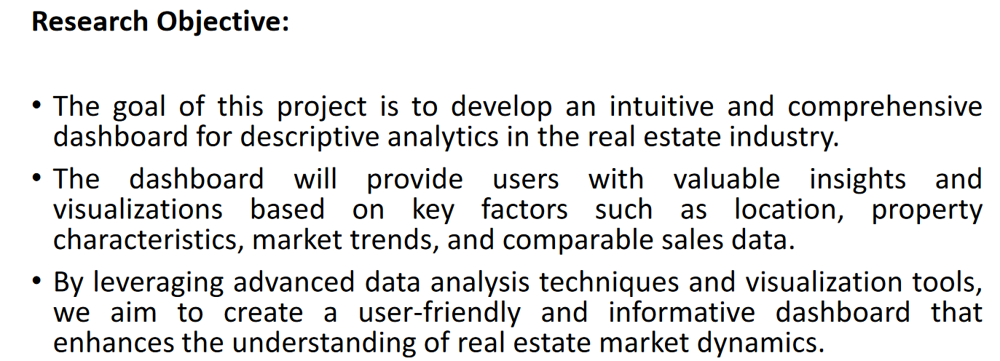 Research Objective:
• The goal of this project is to develop an intuitive and comprehensive
dashboard for descriptive analytics in the real estate industry.
• The dashboard will provide users with valuable insights and
visualizations based on key factors such as location, property
characteristics, market trends, and comparable sales data.
• By leveraging advanced data analysis techniques and visualization tools,
we aim to create a user-friendly and informative dashboard that
enhances the understanding of real estate market dynamics.